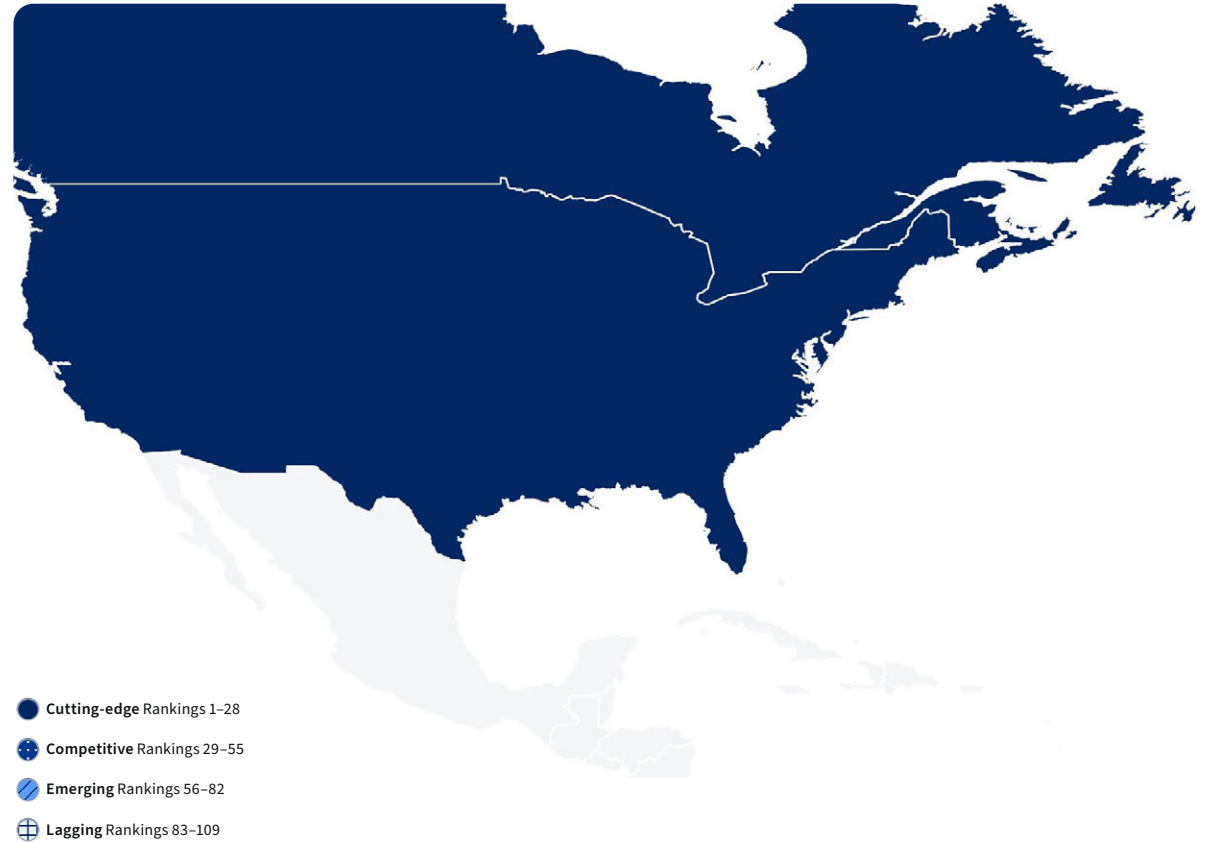 Cutting-edge Rankings 1–28
Competitive Rankings 29–55
Emerging Rankings 56–82
Lagging Rankings 83–109